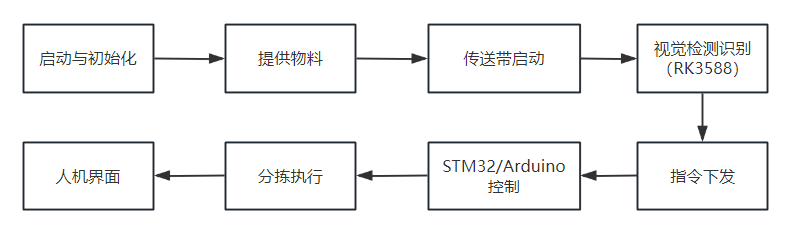 启动与初始化
提供物料
传送带启动
视觉检测识别
（RK3588）
指令下发
STM32/Arduino
控制
分拣执行
人机界面